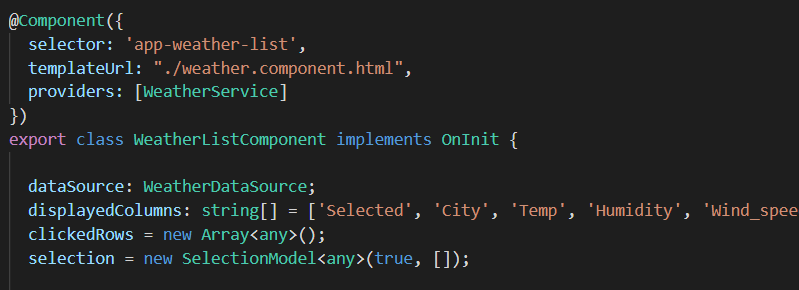 @Component({
  selector: 'app-weather-list',
  templateUrl: "./weather.component.html",
  providers: [WeatherService]
})
export class WeatherListComponent implements OnInit {
  dataSource: WeatherDataSource;
  displayedColumns: string[] = ['Selected', 'City', 'Temp', 'Humidity', 'Wind_spee
  clickedRows = new Array<any>();
  selection = new SelectionModel<any>(true, []);